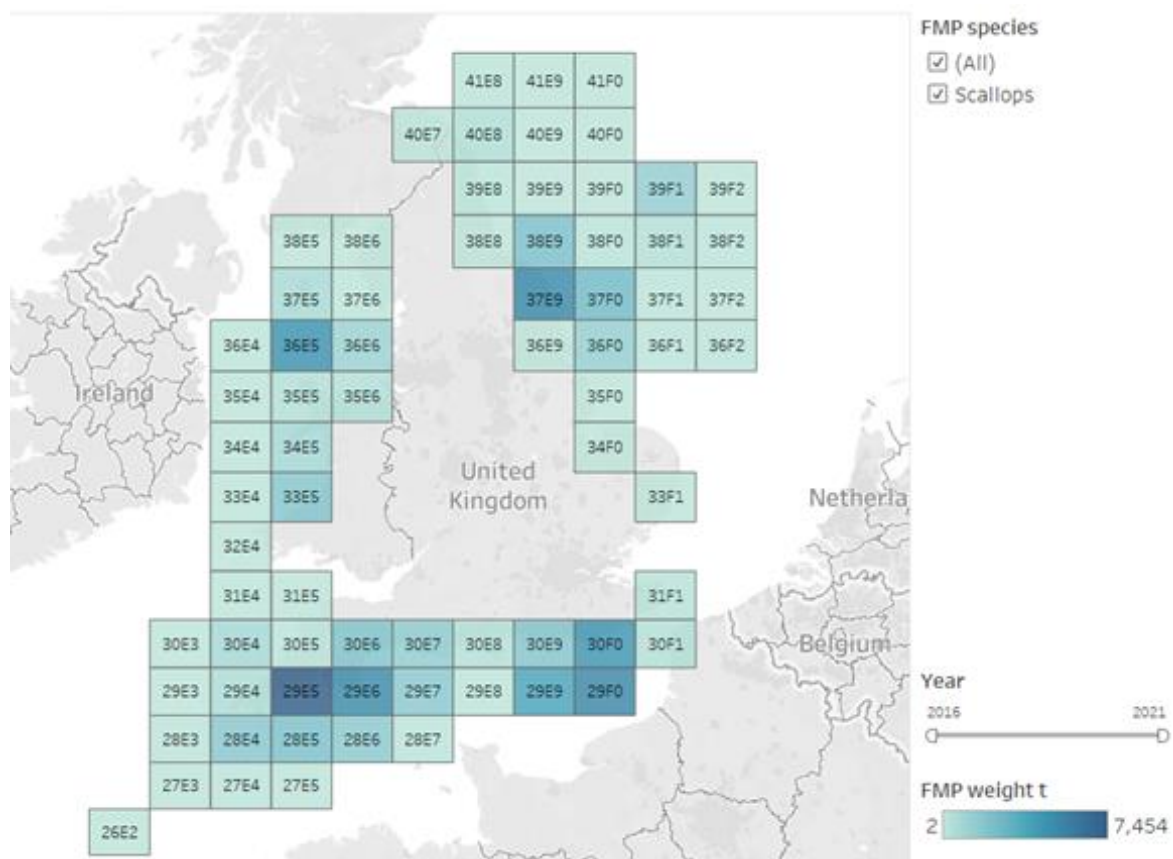 FMP species
(All)
Scallops
41E8 41E9 41F0
40E7 40E8 40E9 40F0
39E8 39E9 39F0 39F1 39F2
38E5 38E6 38E8 38E9 38F0 38F1 38F2
37E5 37E6 37E9 37F0 37F1 37F2
36E4 36E5 36E6 36E9 36F0 36F1 36F2
Ireland
35E4 35E5 35E6 35F0
34E4 34E5 34F0
United
Kingdom
33E4 33E5 33F1
Netherla
32E4
31E4 31E5 31F1
30E3 30E4 30E5 30E6 30E7 30E8 30E9 30F0 30F1
Belgium
29E3 29E4 29E5 29E6 29E7 29E8 29E9 29F0
28E3 28E4 28E5 28E6 28E7
27E3 27E4 27E5
26E2
Year
2016 2021
FMP weight t
2 7,454